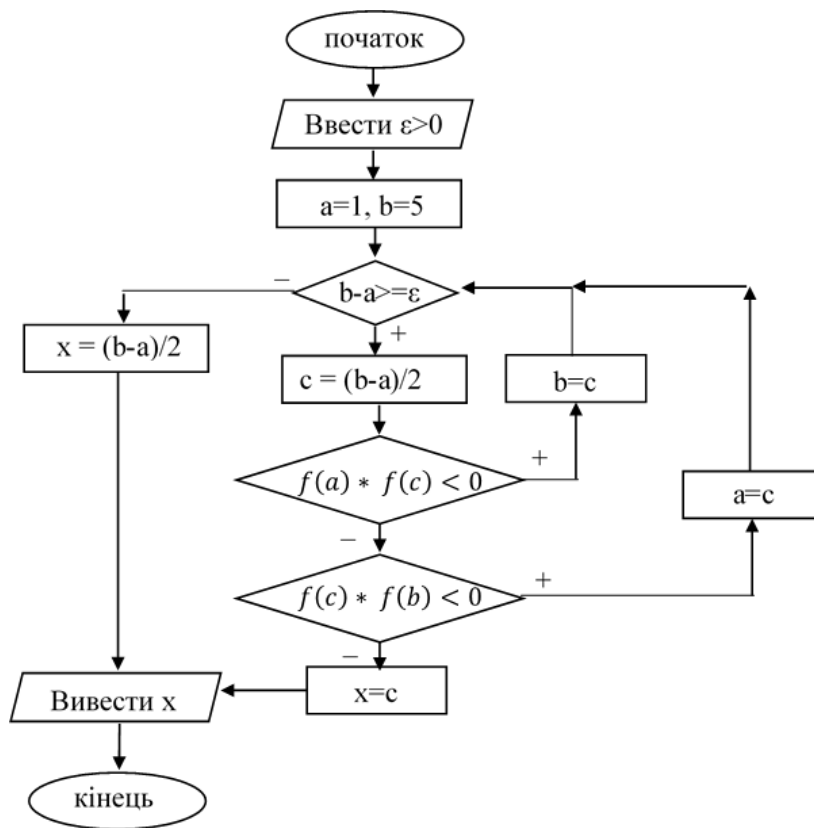 початок
Ввести ε>0
a=1, b=5
b-a>=ε
−
+
x = (b-a)/2
c = (b-a)/2
b=c
f(a) ∗ f(c) < 0
+
a=c
−
f(c) ∗ f(b) < 0
+
−
x=c
Вивести x
кінець